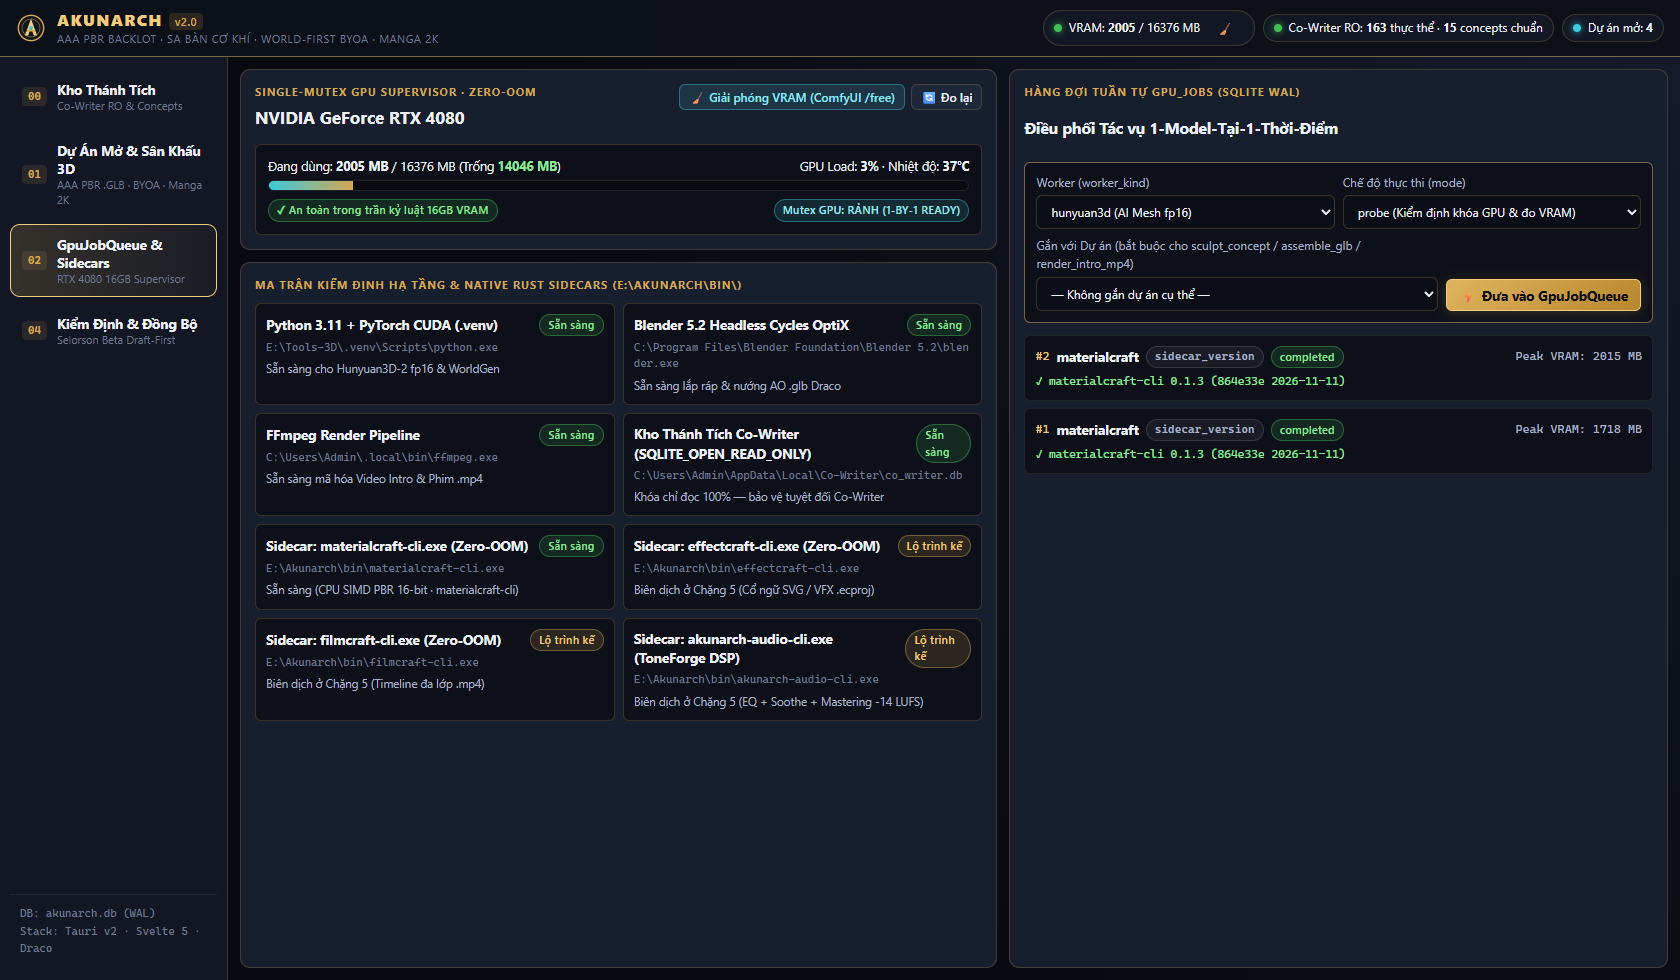 AKUNARCH v2.0
AAA PBR BACKLOT · SA BÀN CƠ KHÍ · WORLD-FIRST BYOA · MANGA 2K
VRAM: 2005 / 16376 MB
Co-Writer RO: 163 thực thể · 15 concepts chuẩn
Dự án mở: 4
00
Kho Thánh Tích
Co-Writer RO & Concepts
01
Dự Án Mở & Sân Khấu
3D
AAA PBR .GLB · BYOA · Manga
2K
02
GpuJobQueue &
Sidecars
RTX 4080 16GB Supervisor
04
Kiểm Định & Đồng Bộ
Selorson Beta Draft-First
DB: akunarch.db (WAL)
Stack: Tauri v2 · Svelte 5 ·
Draco
SINGLE-MUTEX GPU SUPERVISOR · ZERO-OOM
NVIDIA GeForce RTX 4080
Giải phóng VRAM (ComfyUI /free)
Đo lại
Đang dùng: 2005 MB / 16376 MB (Trống 14046 MB)
GPU Load: 3% · Nhiệt độ: 37°C
✓ An toàn trong trần kỷ luật 16GB VRAM
Mutex GPU: RẢNH (1-BY-1 READY)
MA TRẬN KIỂM ĐỊNH HẠ TẦNG & NATIVE RUST SIDECARS (E:\AKUNARCH\BIN\)
Python 3.11 + PyTorch CUDA (.venv)
Sẵn sàng
E:\Tools-3D\.venv\Scripts\python.exe
Sẵn sàng cho Hunyuan3D-2 fp16 & WorldGen
Blender 5.2 Headless Cycles OptiX
Sẵn sàng
C:\Program Files\Blender Foundation\Blender 5.2\blen
der.exe
Sẵn sàng lắp ráp & nướng AO .glb Draco
FFmpeg Render Pipeline
Sẵn sàng
C:\Users\Admin\.local\bin\ffmpeg.exe
Sẵn sàng mã hóa Video Intro & Phim .mp4
Kho Thánh Tích Co-Writer
(SQLITE_OPEN_READ_ONLY)
Sẵn
sàng
C:\Users\Admin\AppData\Local\Co-Writer\co_writer.db
Khóa chỉ đọc 100% — bảo vệ tuyệt đối Co-Writer
Sidecar: materialcraft-cli.exe (Zero-OOM)
Sẵn sàng
E:\Akunarch\bin\materialcraft-cli.exe
Sẵn sàng (CPU SIMD PBR 16-bit · materialcraft-cli)
Sidecar: effectcraft-cli.exe (Zero-OOM)
Lộ trình kế
E:\Akunarch\bin\effectcraft-cli.exe
Biên dịch ở Chặng 5 (Cổ ngữ SVG / VFX .ecproj)
Sidecar: filmcraft-cli.exe (Zero-OOM)
Lộ trình kế
E:\Akunarch\bin\filmcraft-cli.exe
Biên dịch ở Chặng 5 (Timeline đa lớp .mp4)
Sidecar: akunarch-audio-cli.exe
(ToneForge DSP)
Lộ trình
kế
E:\Akunarch\bin\akunarch-audio-cli.exe
Biên dịch ở Chặng 5 (EQ + Soothe + Mastering -14 LUFS)
HÀNG ĐỢI TUẦN TỰ GPU_JOBS (SQLITE WAL)
Điều phối Tác vụ 1-Model-Tại-1-Thời-Điểm
Worker (worker_kind)
Chế độ thực thi (mode)
hunyuan3d (AI Mesh fp16)
probe (Kiểm định khóa GPU & đo VRAM)
Gắn với Dự án (bắt buộc cho sculpt_concept / assemble_glb /
render_intro_mp4)
— Không gắn dự án cụ thể —
Đưa vào GpuJobQueue
#2 materialcraft sidecar_version completed
Peak VRAM: 2015 MB
✓ materialcraft-cli 0.1.3 (864e33e 2026-11-11)
#1 materialcraft sidecar_version completed
Peak VRAM: 1718 MB
✓ materialcraft-cli 0.1.3 (864e33e 2026-11-11)